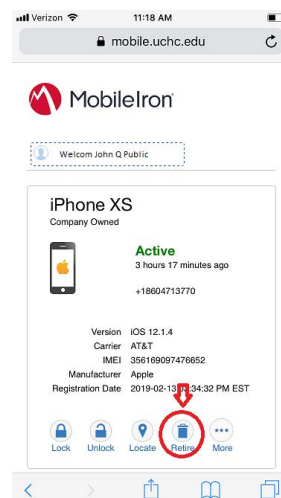 Verizon 11:18 AM
mobile.uchc.edu
MobileIron
Welcom John Q Public
iPhone XS
Company Owned
Active
3 hours 17 minutes ago
+18604713770
Version iOS 12.1.4
Carrier AT&T
IMEI 356169097476652
Manufacturer Apple
Registration Date 2019-02-13 :34:32 PM EST
Lock Unlock Locate Retire More